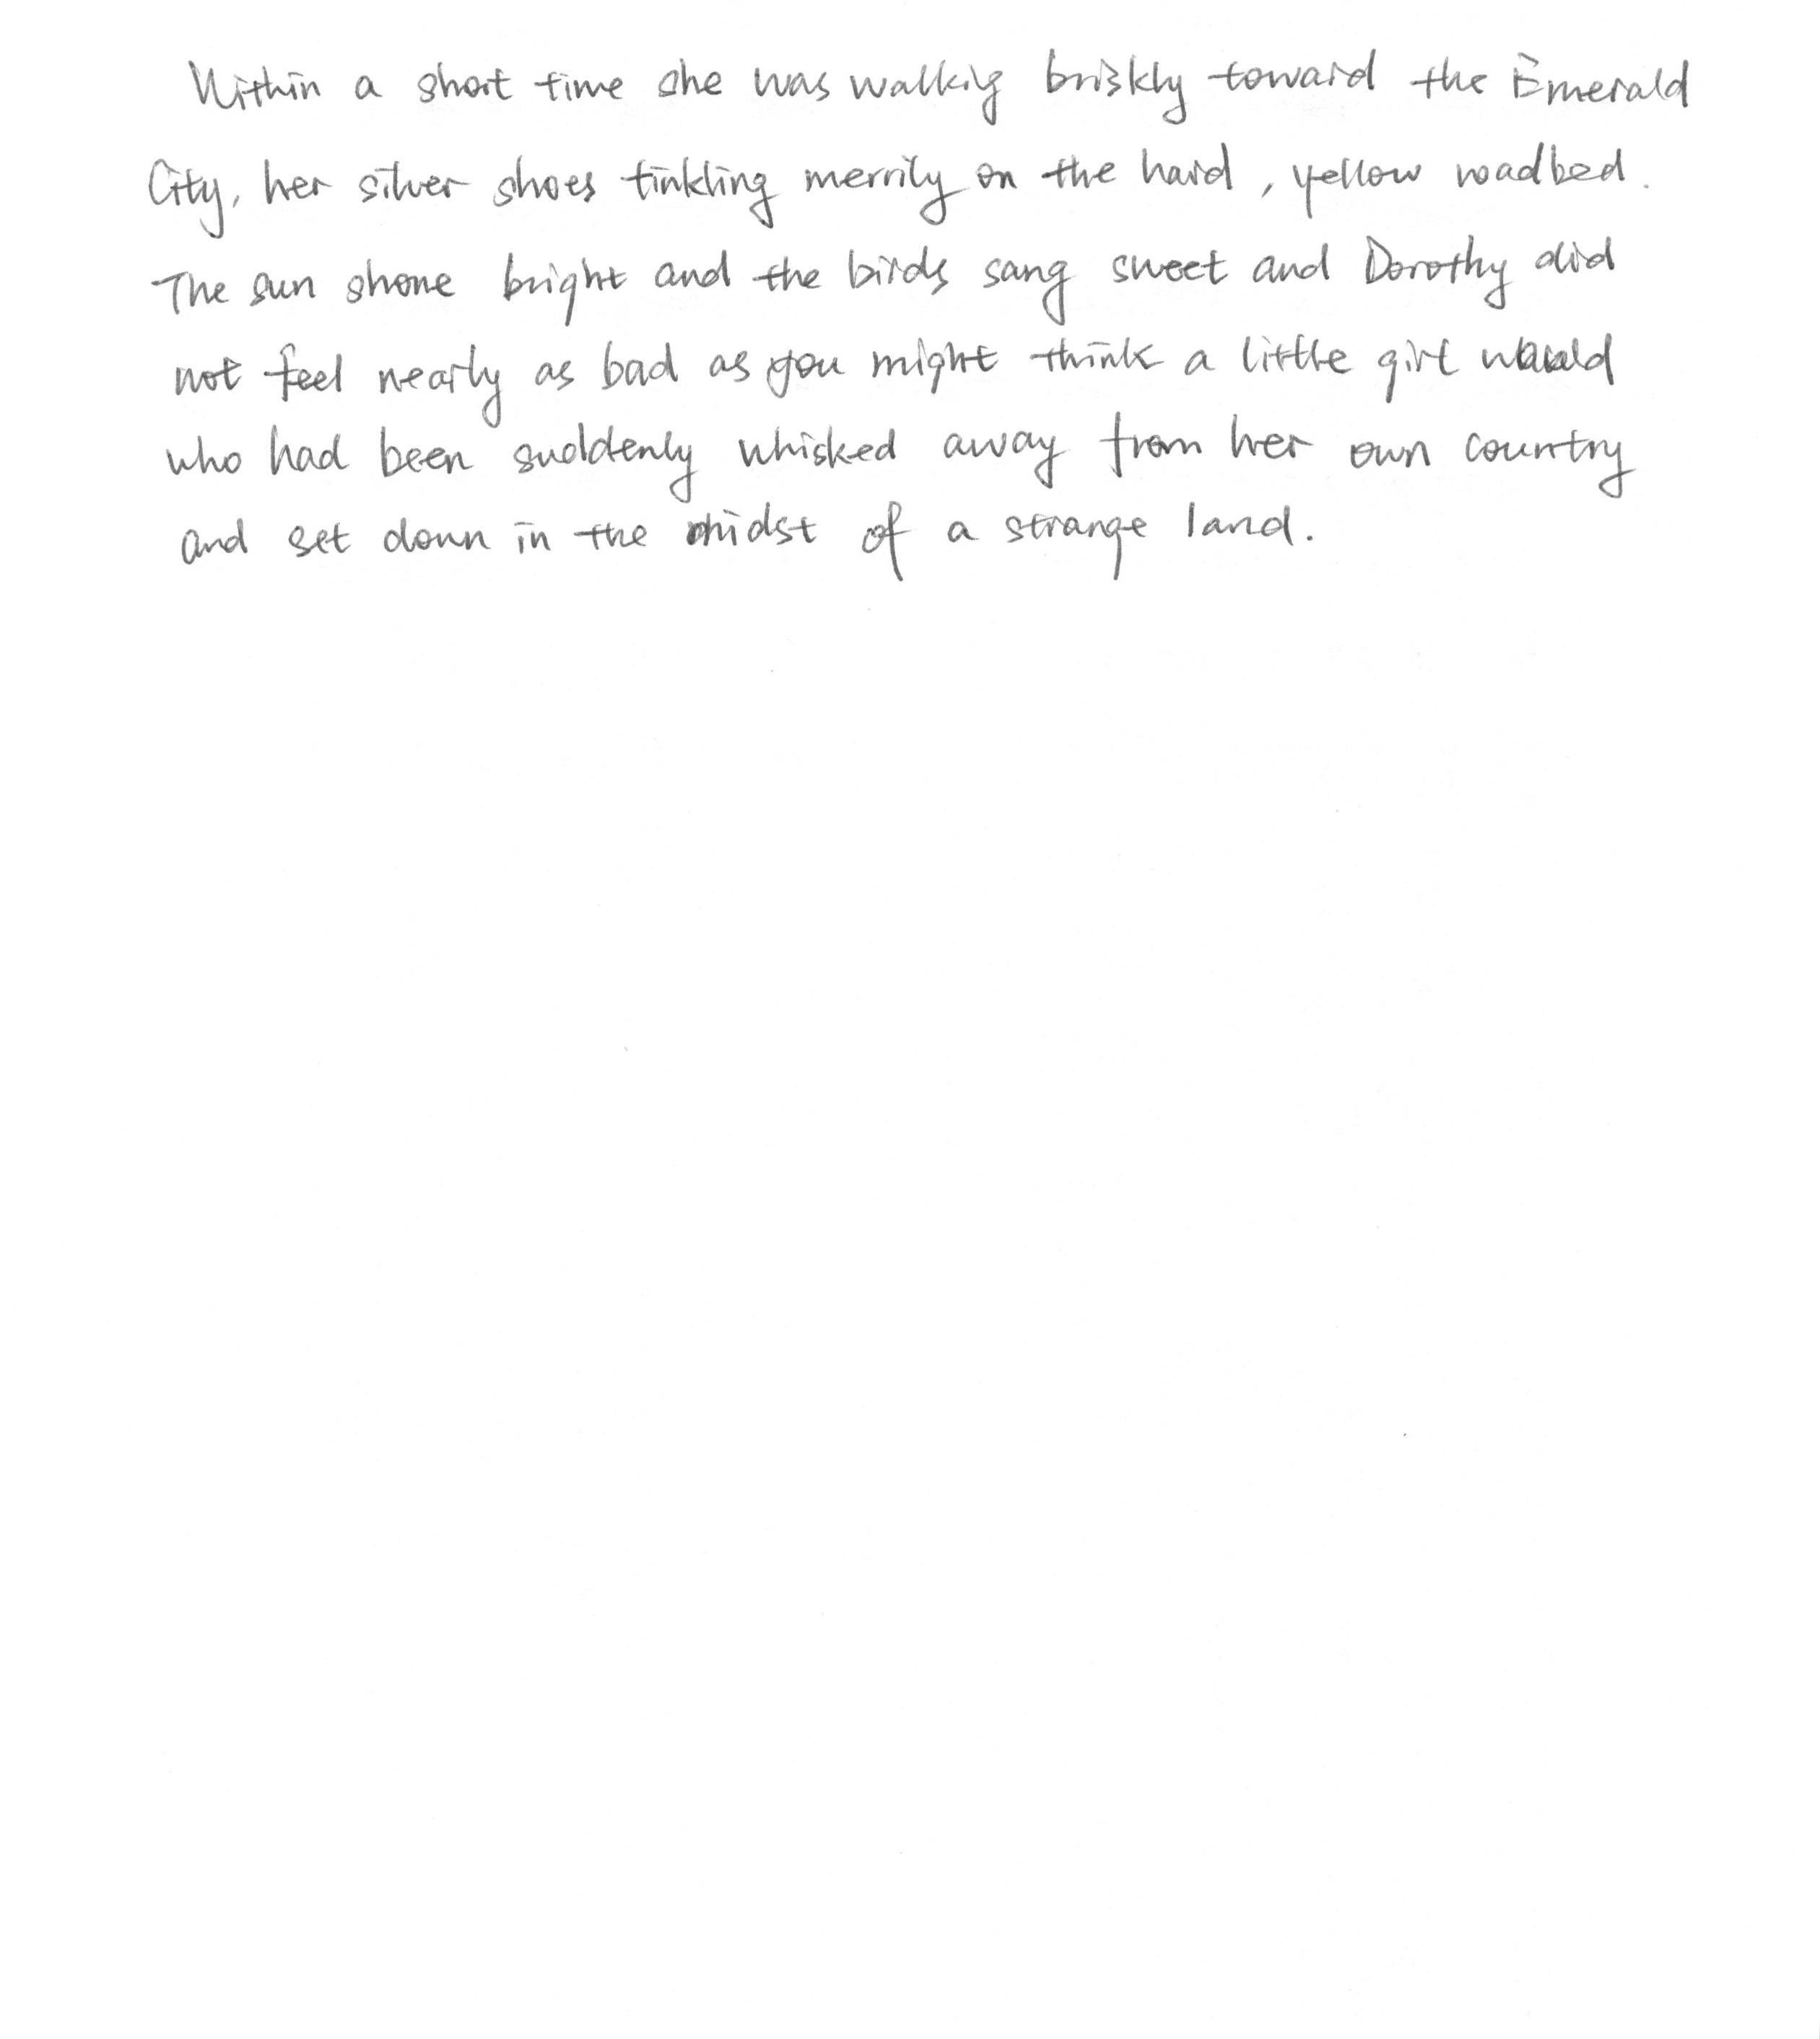 Within a short time she was walking briskly toward the Emerald
City, her silver shoes tinkling merrily on the hard, yellow roadbed.
The sun shone bright and the birds sang sweet and Dorothy did
not feel nearly as bad as you might think a little girl would
who had been suddenly whisked away from her own country
and set down in the midst of a strange land.